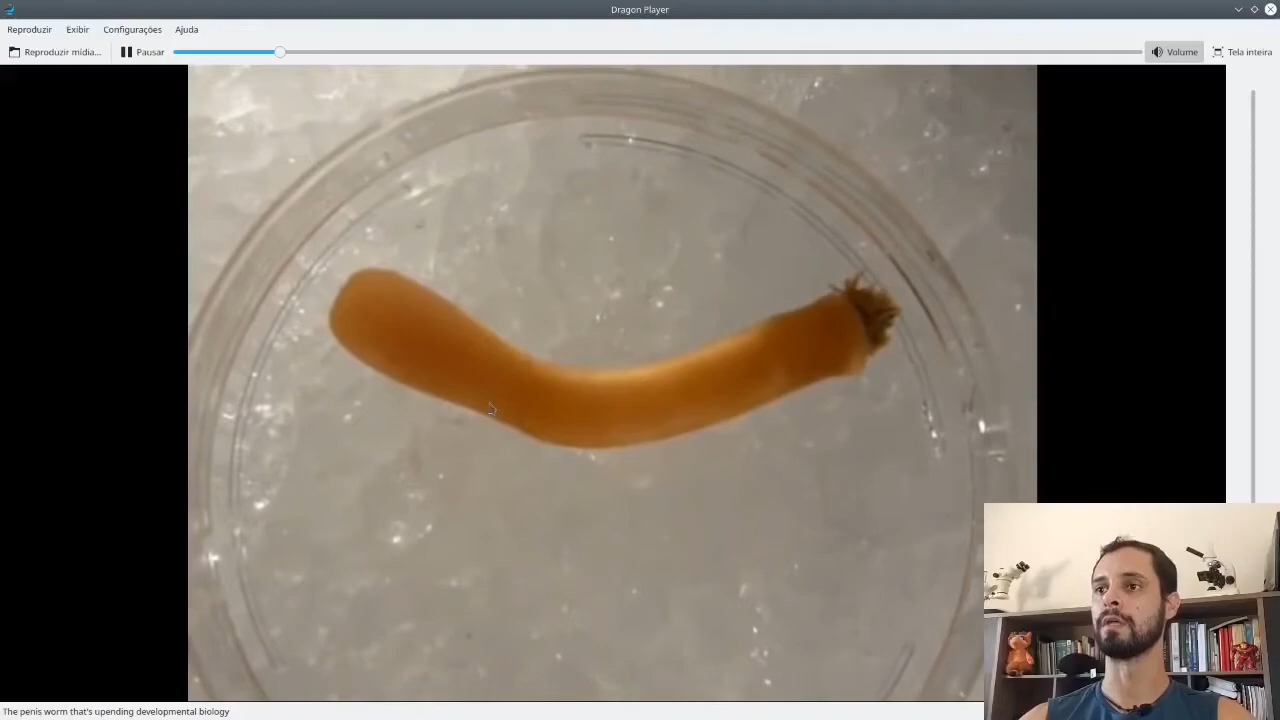 Dragon Player
Reproduzir Exibir Configurações Ajuda
Reproduzir mídia... Pausar Volume Tela inteira
The penis worm that's upending developmental biology